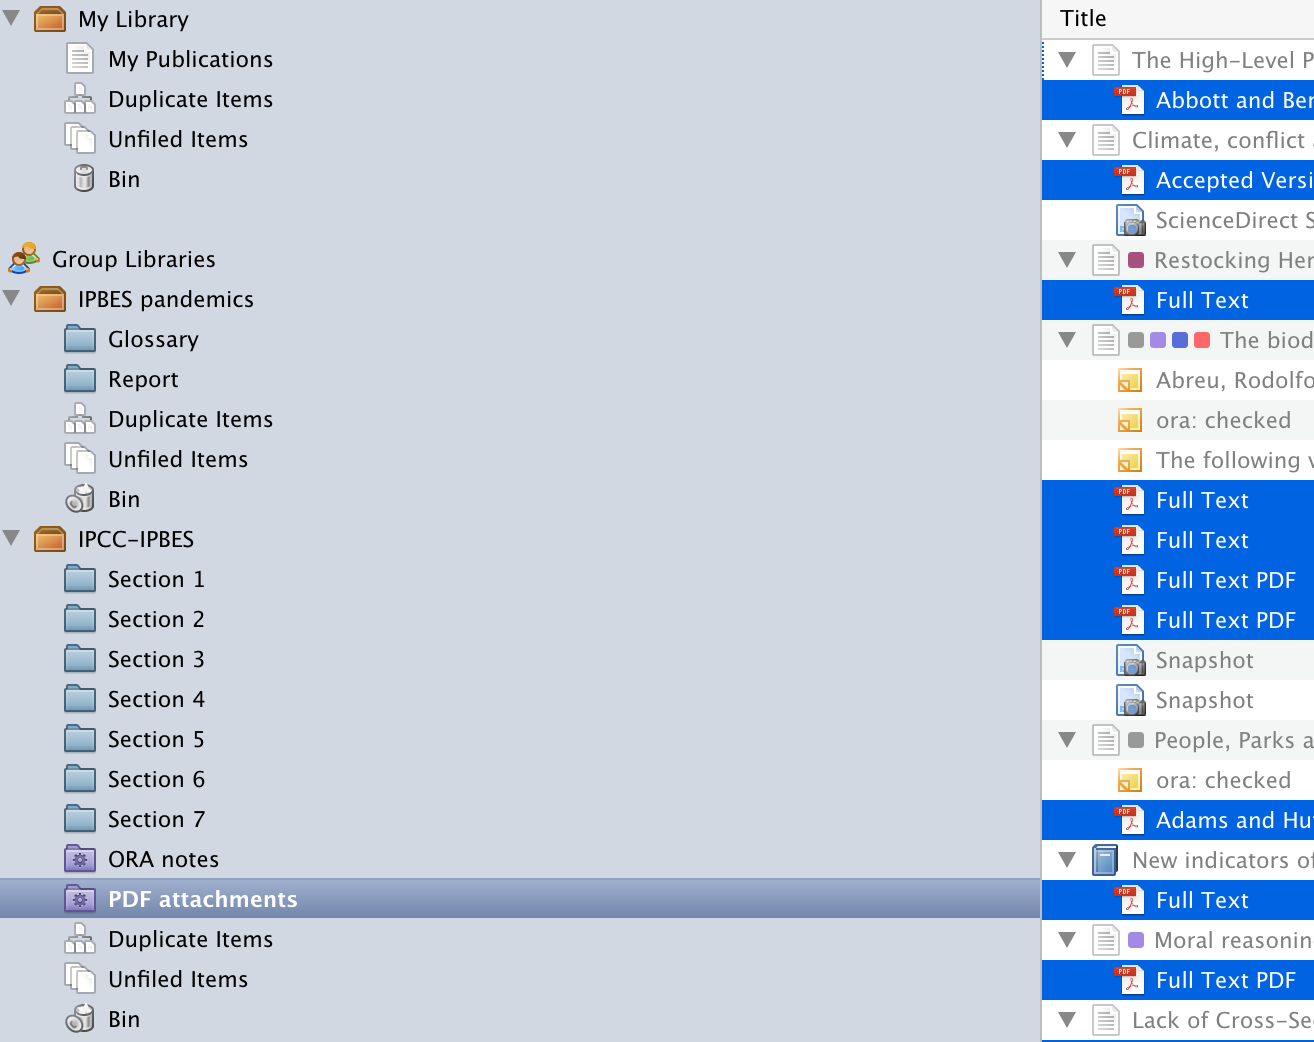 My Library
My Publications
Duplicate Items
Unfiled Items
Bin
Group Libraries
IPBES pandemics
Glossary
Report
Duplicate Items
Unfiled Items
Bin
IPCC-IPBES
Section 1
Section 2
Section 3
Section 4
Section 5
Section 6
Section 7
ORA notes
PDF attachments
Duplicate Items
Unfiled Items
Bin
Title
The High-Level P
PDF Abbott and Ber
Climate, conflict
PDF Accepted Versi
ScienceDirect S
Restocking Her
PDF Full Text
The biod
Abreu, Rodolfo
ora: checked
The following v
PDF Full Text
PDF Full Text
PDF Full Text PDF
PDF Full Text PDF
Snapshot
Snapshot
People, Parks a
ora: checked
PDF Adams and Hut
New indicators of
PDF Full Text
Moral reasonin
PDF Full Text PDF
Lack of Cross-Se